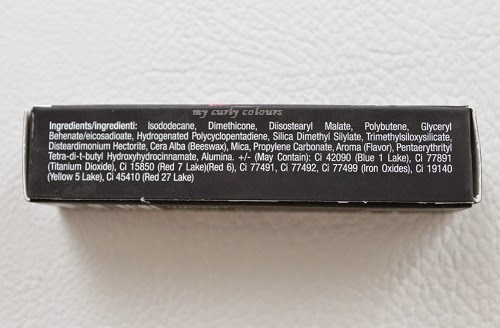 my curly colours
Ingredients/ingredienti: Isododecane, Dimethicone, Diisostearyl Malate, Polybutene, Glyceryl
Behenate/eicosadioate, Hydrogenated Polycyclopentadiene, Silica Dimethyl Silylate, Trimethylsiloxysilicate,
Disteardimonium Hectorite, Cera Alba (Beeswax), Mica, Propylene Carbonate, Aroma (Flavor), Pentaerythrityl
Tetra-di-t-butyl Hydroxyhydrocinnamate, Alumina. +/- (May Contain): Ci 42090 (Blue 1 Lake), Ci 77891
(Titanium Dioxide), Ci 15850 (Red 7 Lake)(Red 6), Ci 77491, Ci 77492, Ci 77499 (Iron Oxides), Ci 19140
(Yellow 5 Lake), Ci 45410 (Red 27 Lake)